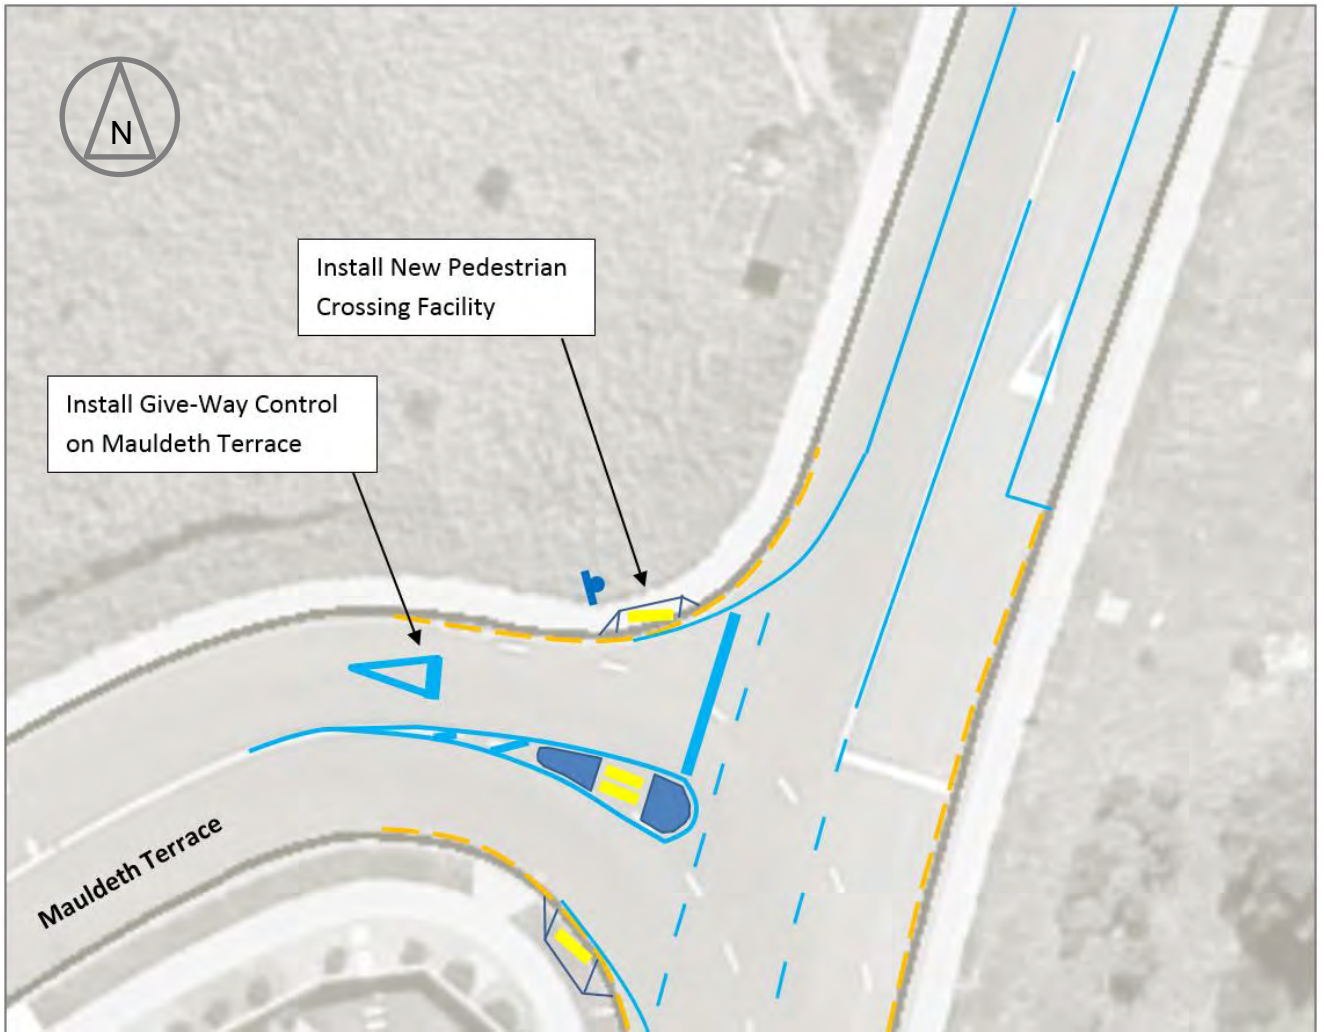 N
Install New Pedestrian
Crossing Facility
Install Give-Way Control
on Mauldeth Terrace
Mauldeth Terrace